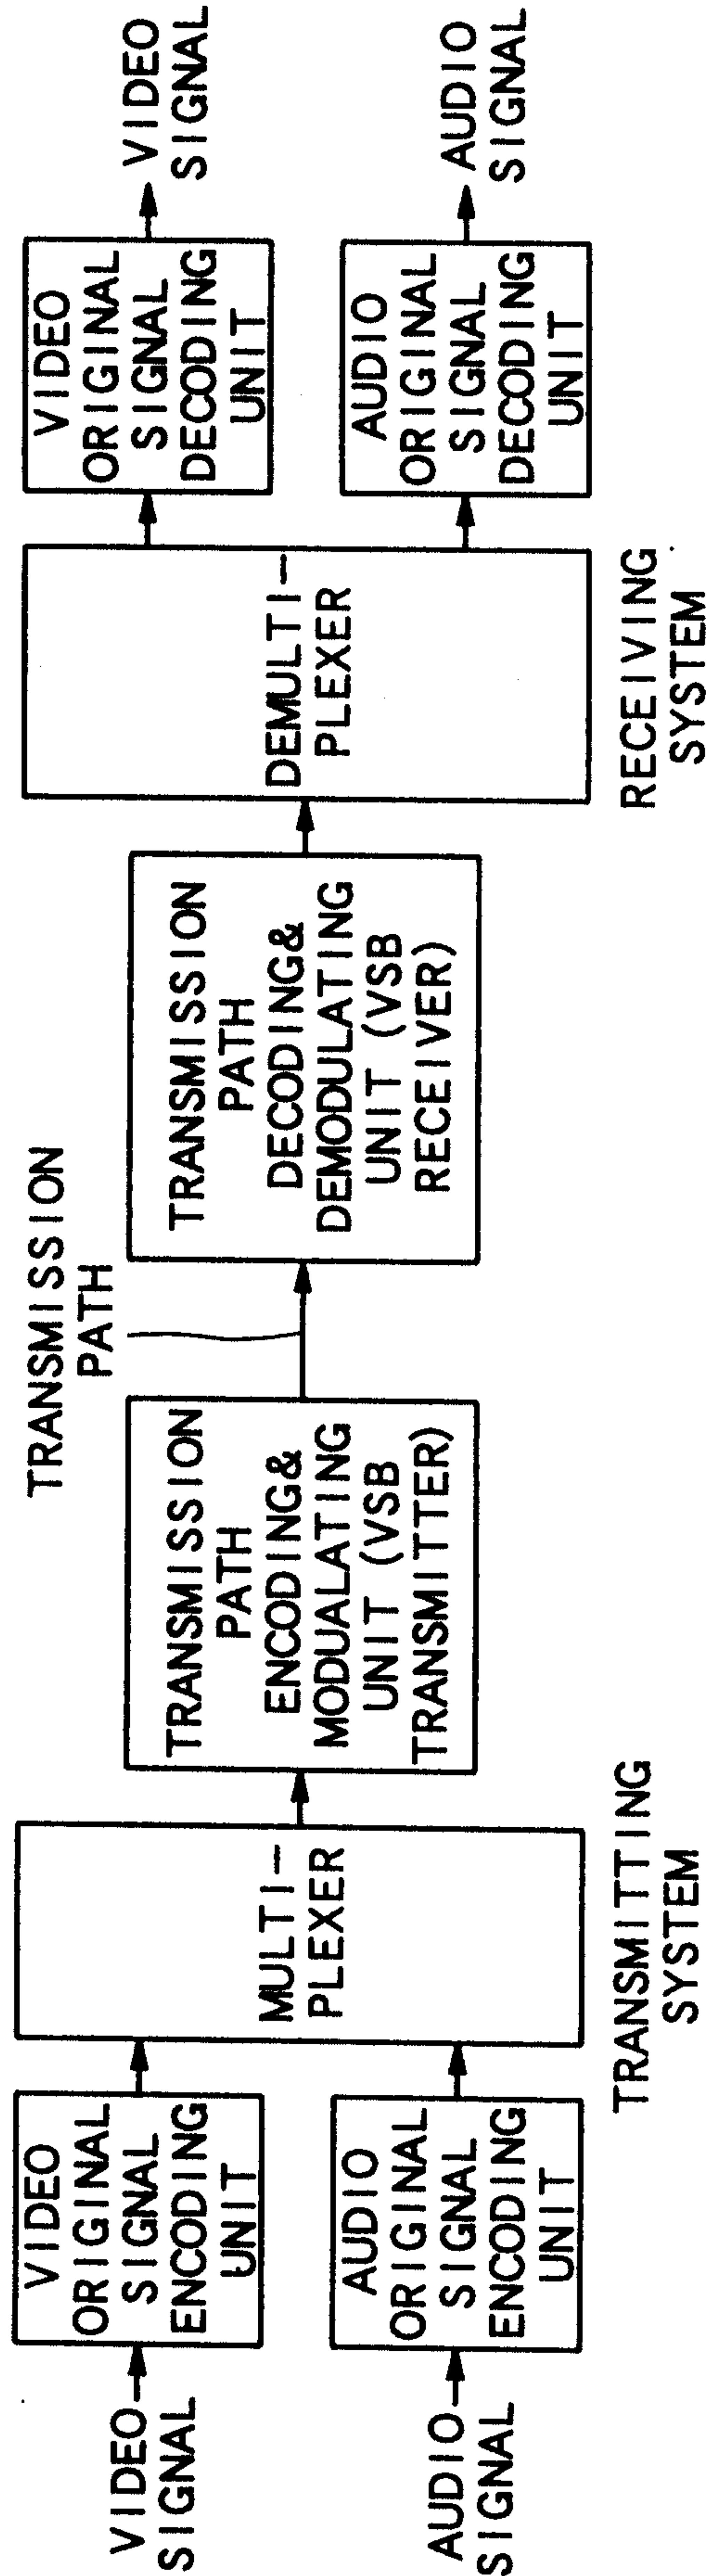 VIDEO
SIGNAL
AUDIO
SIGNAL
VIDEO
ORIGINAL
SIGNAL
ENCODING
UNIT
AUDIO
ORIGINAL
SIGNAL
ENCODING
UNIT
MULTI-
PLEXER
TRANSMITTING
SYSTEM
TRANSMISSION
PATH
ENCODING&
MODUALATING
UNIT (VSB
TRANSMITTER)
TRANSMISSION
PATH
TRANSMISSION
PATH
DECODING&
DEMODULATING
UNIT (VSB
RECEIVER)
DEMULTI-
PLEXER
RECEIVING
SYSTEM
VIDEO
ORIGINAL
SIGNAL
DECODING
UNIT
AUDIO
ORIGINAL
SIGNAL
DECODING
UNIT
VIDEO
SIGNAL
AUDIO
SIGNAL